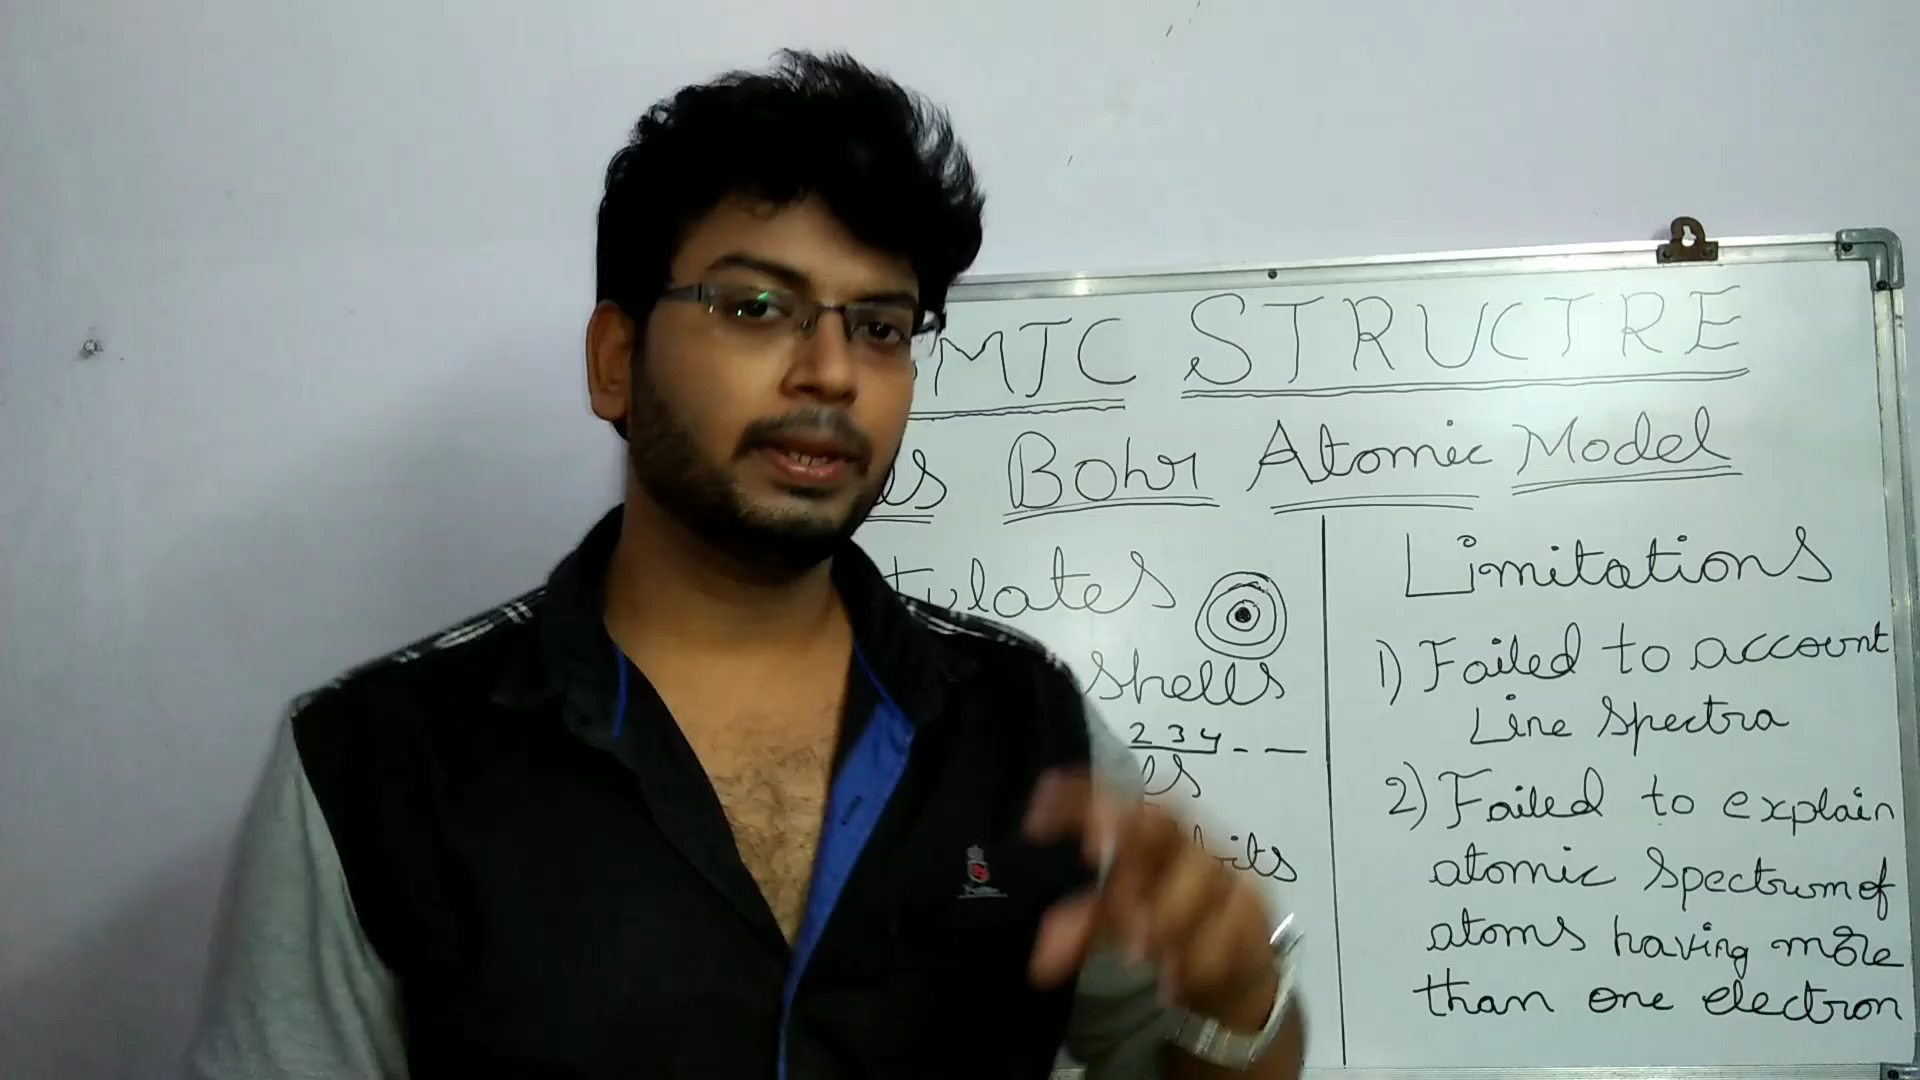 MIC STRUCTRE
Bohr Atomic Model
tulates
shells
2 3 4 - —
Limitations
1) Failed to account
Line Spectra
2) Failed to explain
atomic Spectrum of
atoms having more
than one electron